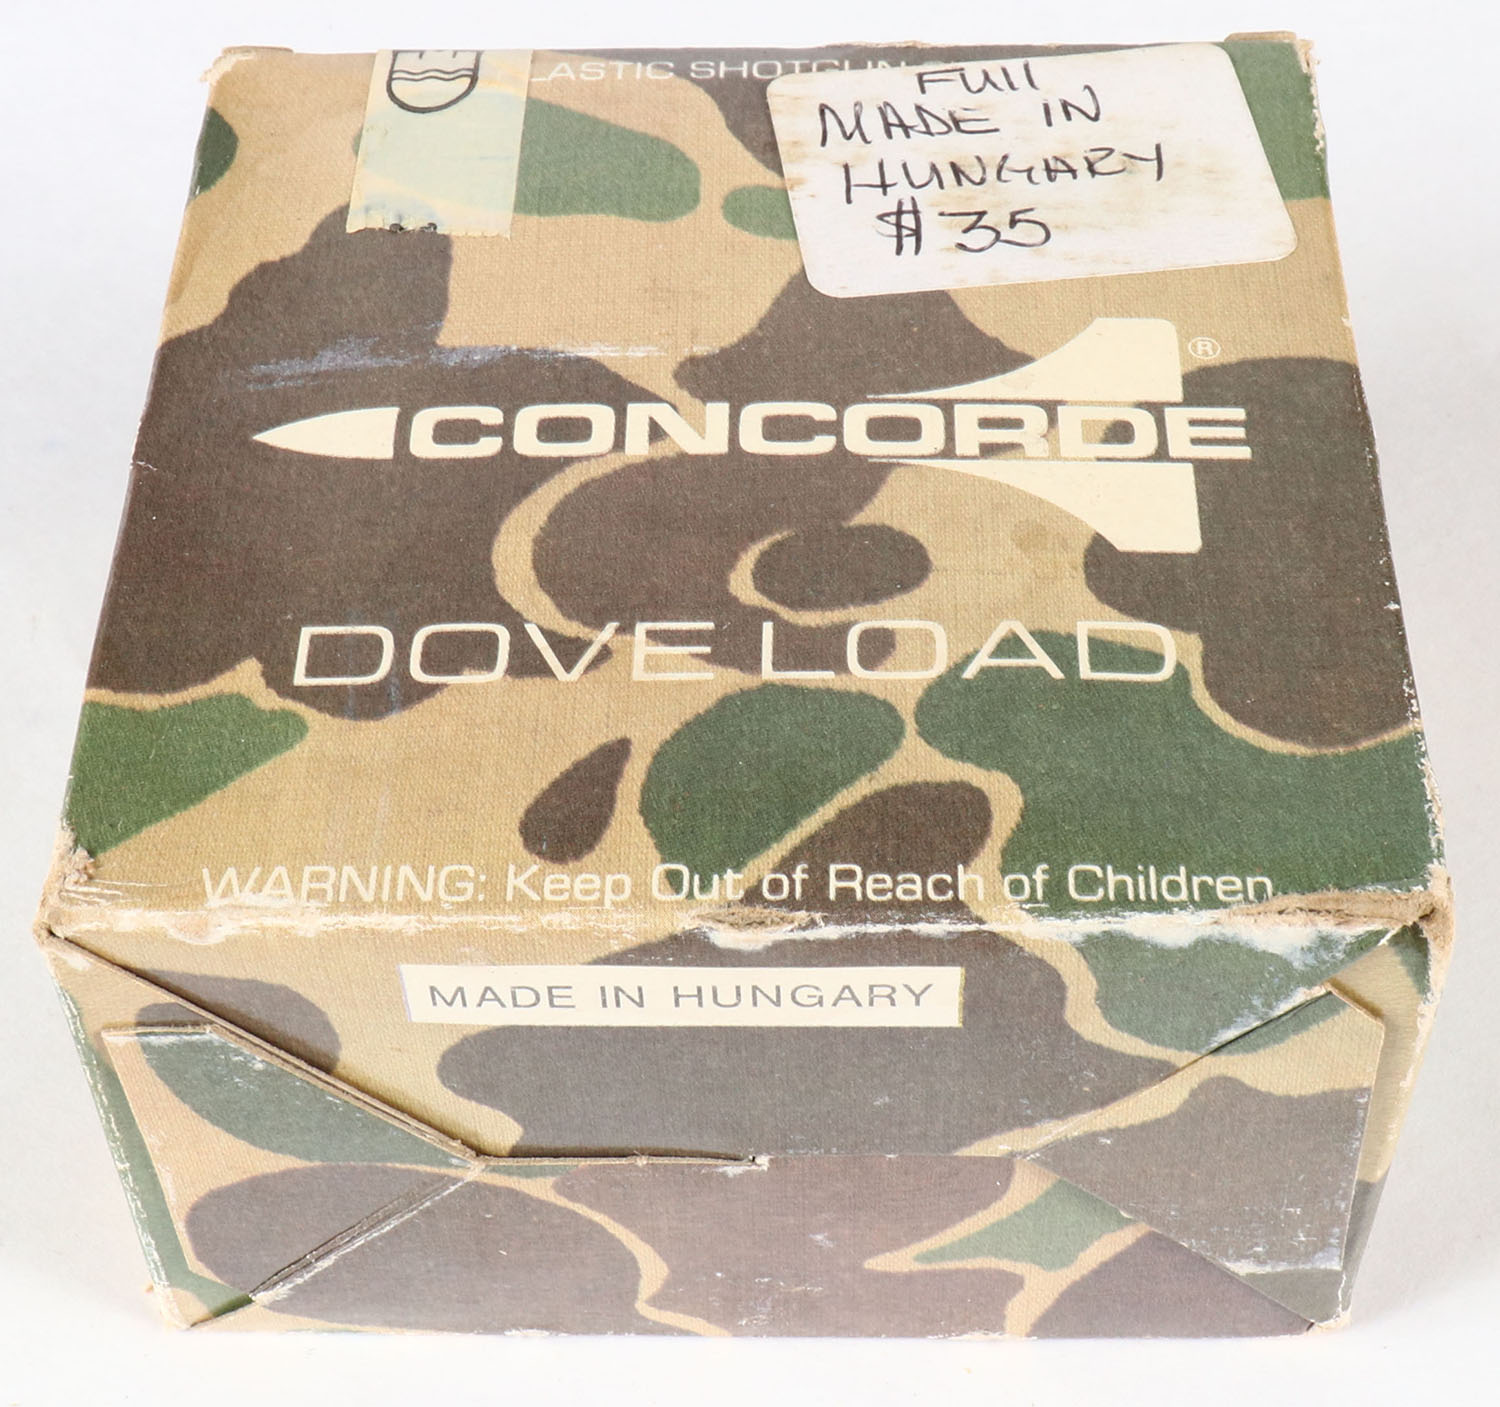 PLASTIC SHOTGUN
FUll
MADE IN
HUNGARY
$35
CONCORDE ®
DOVE LOAD
WARNING: Keep Out of Reach of Children.
MADE IN HUNGARY